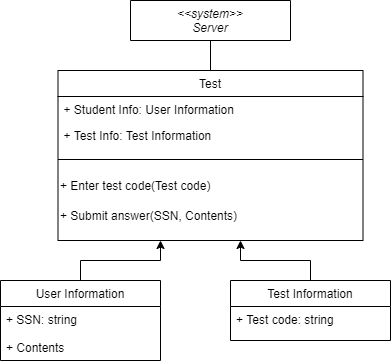 <<system>>
Server
Test
+ Student Info: User Information
+ Test Info: Test Information
+ Enter test code(Test code)
+ Submit answer(SSN, Contents)
User Information
+ SSN: string
+ Contents
Test Information
+ Test code: string